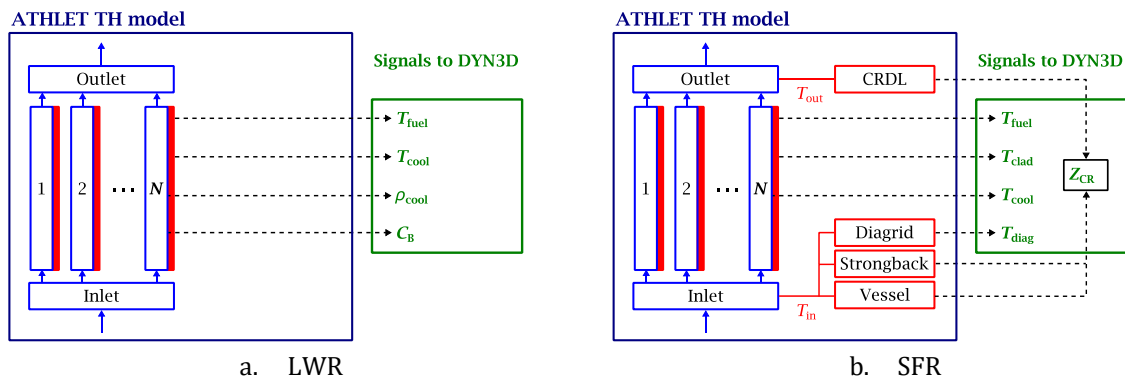 ATHLET TH model
Signals to DYN3D
Outlet
1
2
...
N
T_fuel
T_cool
ρ_cool
C_B
Inlet
a. LWR
ATHLET TH model
Signals to DYN3D
Outlet
T_out
CRDL
1
2
...
N
T_fuel
T_clad
Z_CR
T_cool
Diagrid
T_diag
Strongback
Inlet
T_in
Vessel
b. SFR